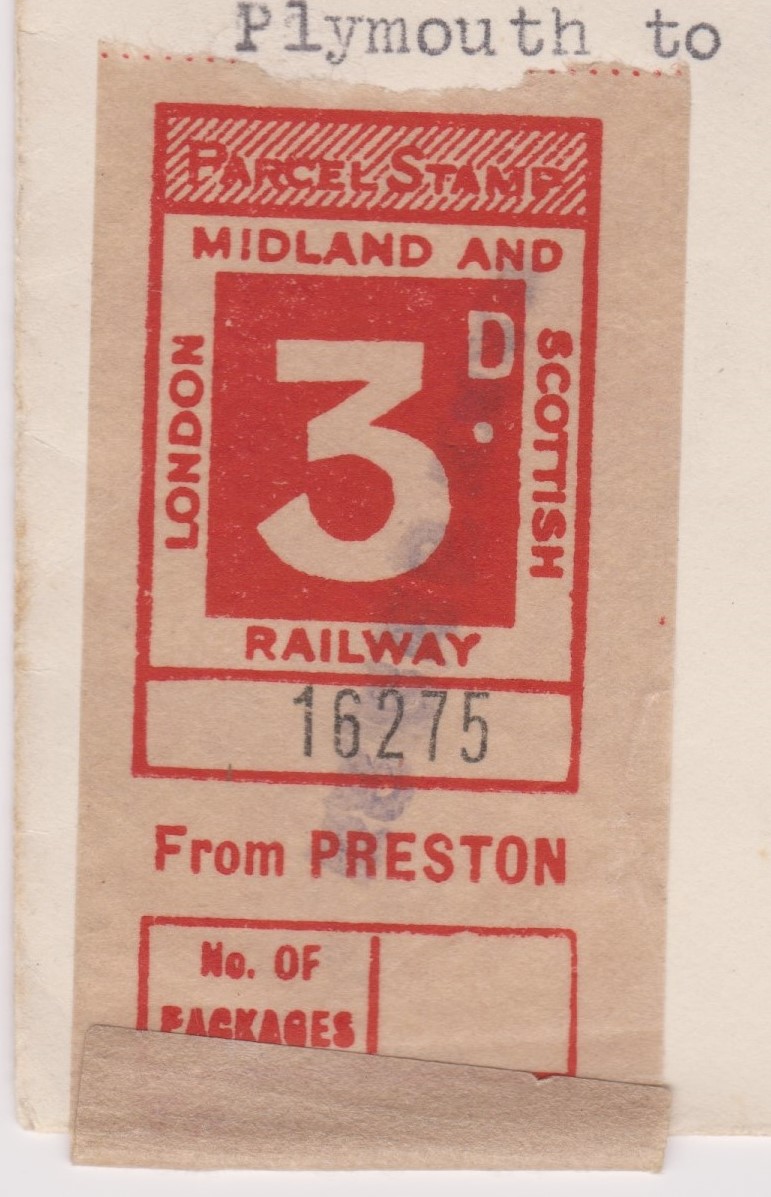 Plymouth to
PARCEL STAMP
MIDLAND AND
LONDON
3D.
SCOTTISH
RAILWAY
16275
From PRESTON
No. OF
PACKAGES